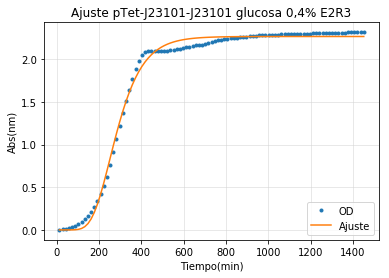 Ajuste pTet-J23101-J23101 glucosa 0,4% E2R3
Abs(nm)
2.0
1.5
1.0
0.5
0.0
0 200 400 600 800 1000 1200 1400
Tiempo(min)
OD
Ajuste